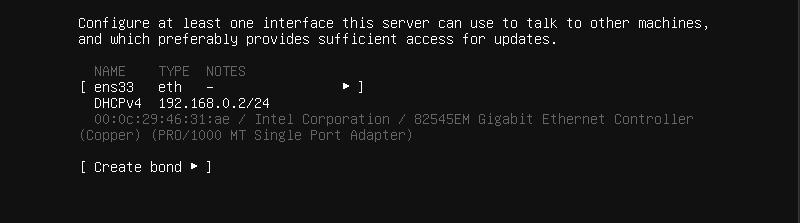 Configure at least one interface this server can use to talk to other machines,
and which preferably provides sufficient access for updates.
NAME TYPE NOTES
[ ens33 eth - ▸ ]
DHCPv4 192.168.0.2/24
00:0c:29:46:31:ae / Intel Corporation / 82545EM Gigabit Ethernet Controller
(Copper) (PRO/1000 MT Single Port Adapter)
[ Create bond ▸ ]